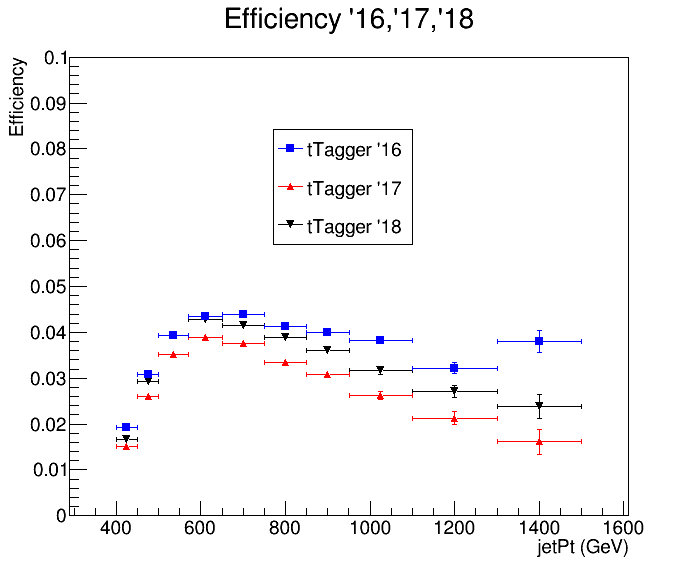 Efficiency '16,'17,'18
Efficiency
0.1
0.09
0.08
0.07
0.06
0.05
0.04
0.03
0.02
0.01
0
tTagger '16
tTagger '17
tTagger '18
400 600 800 1000 1200 1400 1600
jetPt (GeV)